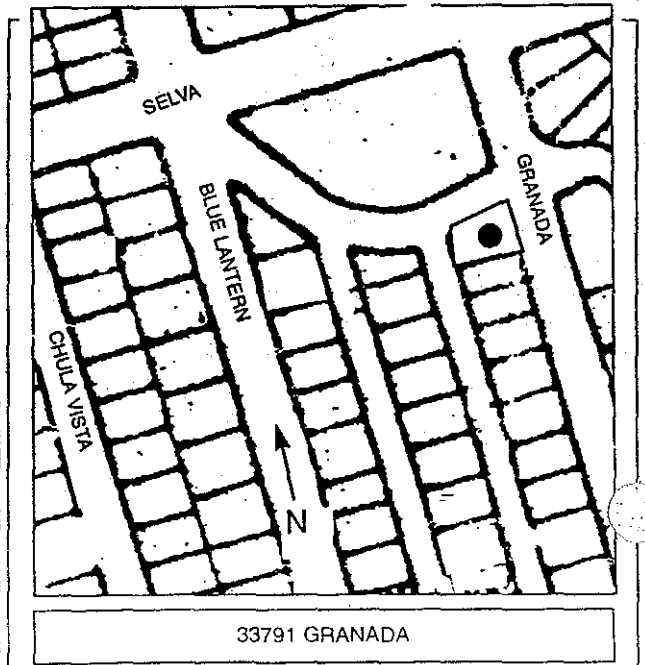 SELVA
BLUE LANTERN
GRANADA
CHULA VISTA
N
33791 GRANADA